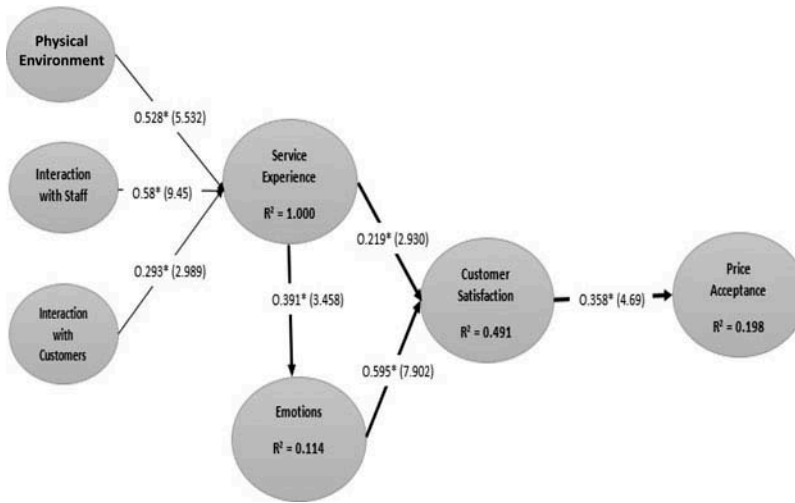 Physical
Environment
0.528* (5.532)
Interaction
with Staff
0.58* (9.45)
Service
Experience
R² = 1.000
0.219* (2.930)
0.293* (2.989)
Customer
Satisfaction
R² = 0.491
0.358* (4.69)
Price
Acceptance
R² = 0.198
0.391* (3.458)
Interaction
with
Customers
0.595* (7.902)
Emotions
R² = 0.114